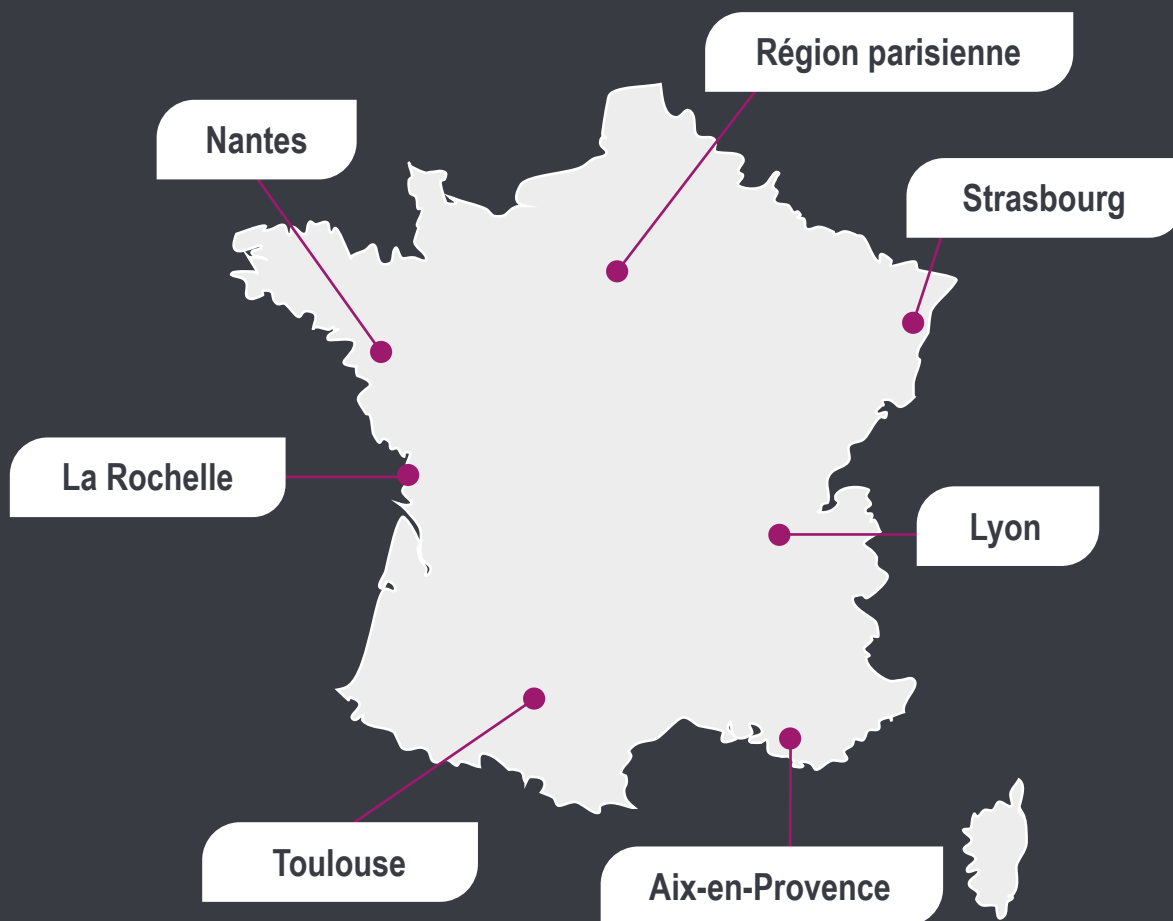 Région parisienne
Nantes
Strasbourg
La Rochelle
Lyon
Toulouse
Aix-en-Provence